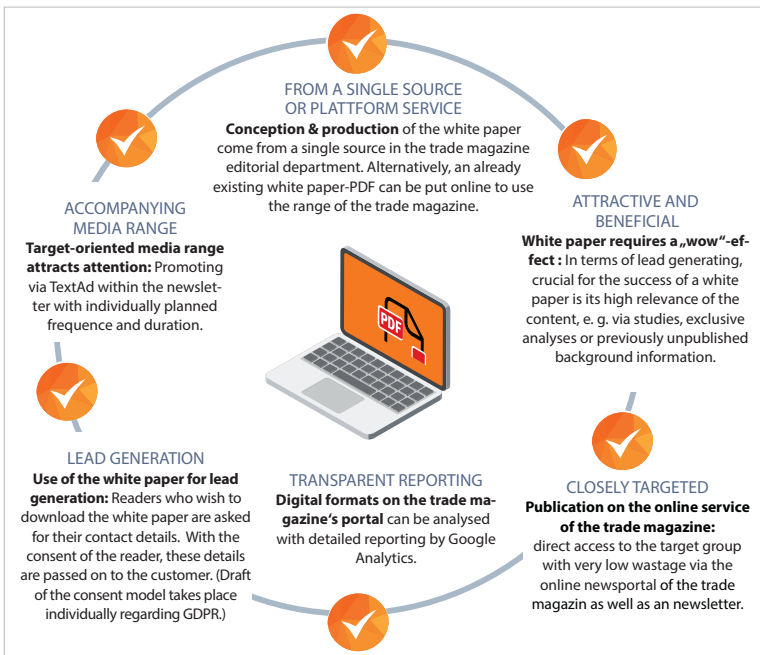 FROM A SINGLE SOURCE
OR PLATTFORM SERVICE
Conception & production of the white paper
come from a single source in the trade magazine
editorial department. Alternatively, an already
existing white paper-PDF can be put online to use
the range of the trade magazine.
ATTRACTIVE AND
BENEFICIAL
White paper requires a „wow“-ef-
fect : In terms of lead generating,
crucial for the success of a white
paper is its high relevance of the
content, e. g. via studies, exclusive
analyses or previously unpublished
background information.
CLOSELY TARGETED
Publication on the online service
of the trade magazine:
direct access to the target group
with very low wastage via the
online newsportal of the trade
magazin as well as an newsletter.
TRANSPARENT REPORTING
Digital formats on the trade ma-
gazine‘s portal can be analysed
with detailed reporting by Google
Analytics.
LEAD GENERATION
Use of the white paper for lead
generation: Readers who wish to
download the white paper are asked
for their contact details. With the
consent of the reader, these details
are passed on to the customer. (Draft
of the consent model takes place
individually regarding GDPR.)
ACCOMPANYING
MEDIA RANGE
Target-oriented media range
attracts attention: Promoting
via TextAd within the newslet-
ter with individually planned
frequence and duration.
PDF